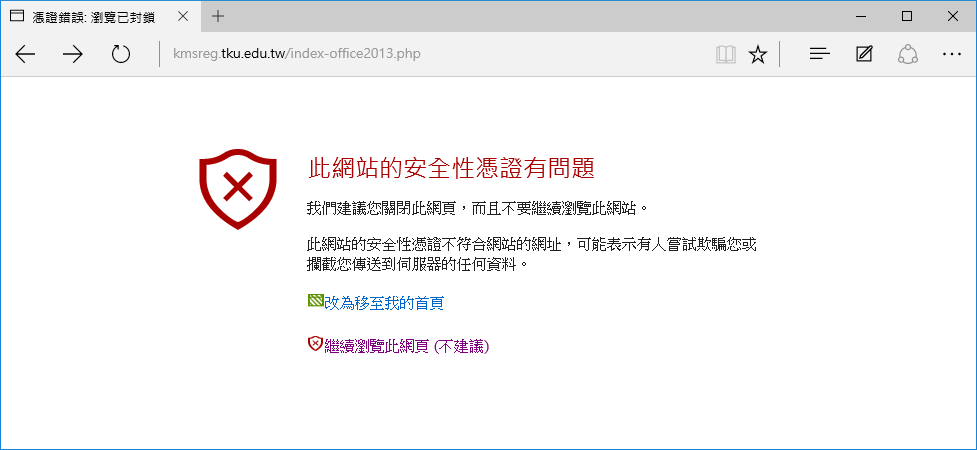 憑證錯誤: 瀏覽已封鎖
kmsreg.tku.edu.tw/index-office2013.php
此網站的安全性憑證有問題
我們建議您關閉此網頁，而且不要繼續瀏覽此網站。
此網站的安全性憑證不符合網站的網址，可能表示有人嘗試欺騙您或
攔截您傳送到伺服器的任何資料。
改為移至我的首頁
繼續瀏覽此網頁 (不建議)